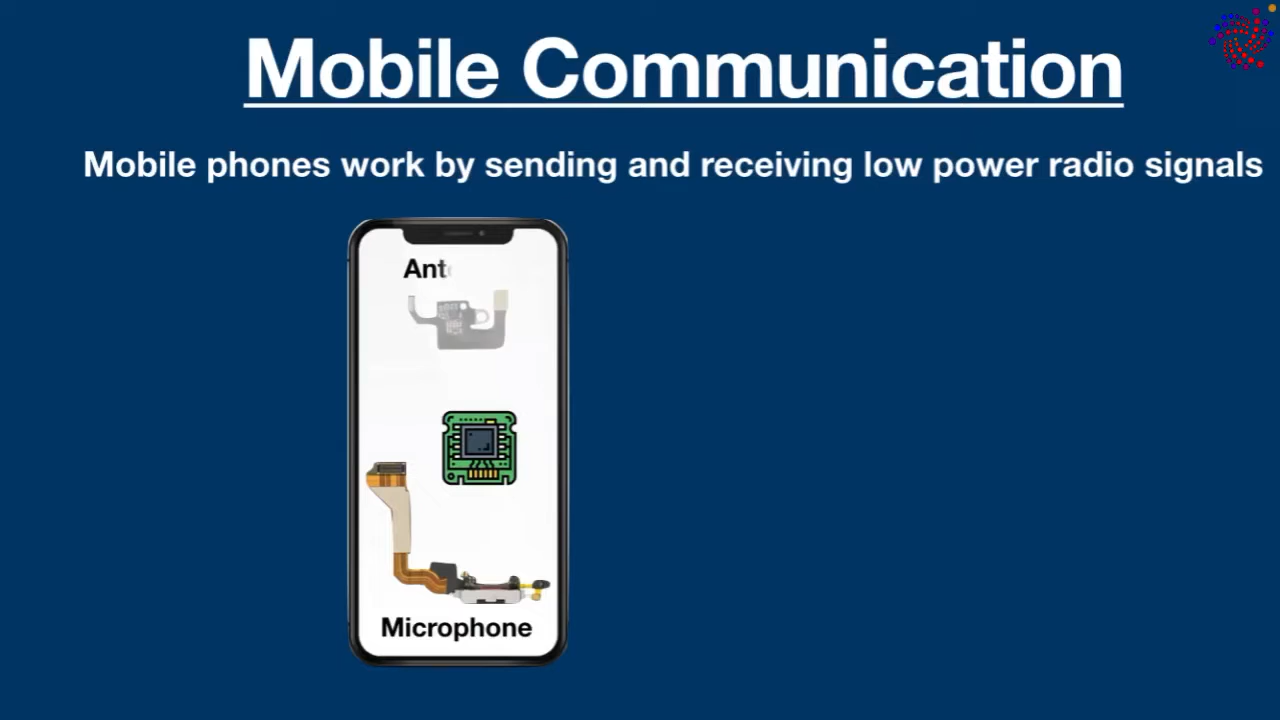 Mobile Communication
Mobile phones work by sending and receiving low power radio signals
Ant
Microphone